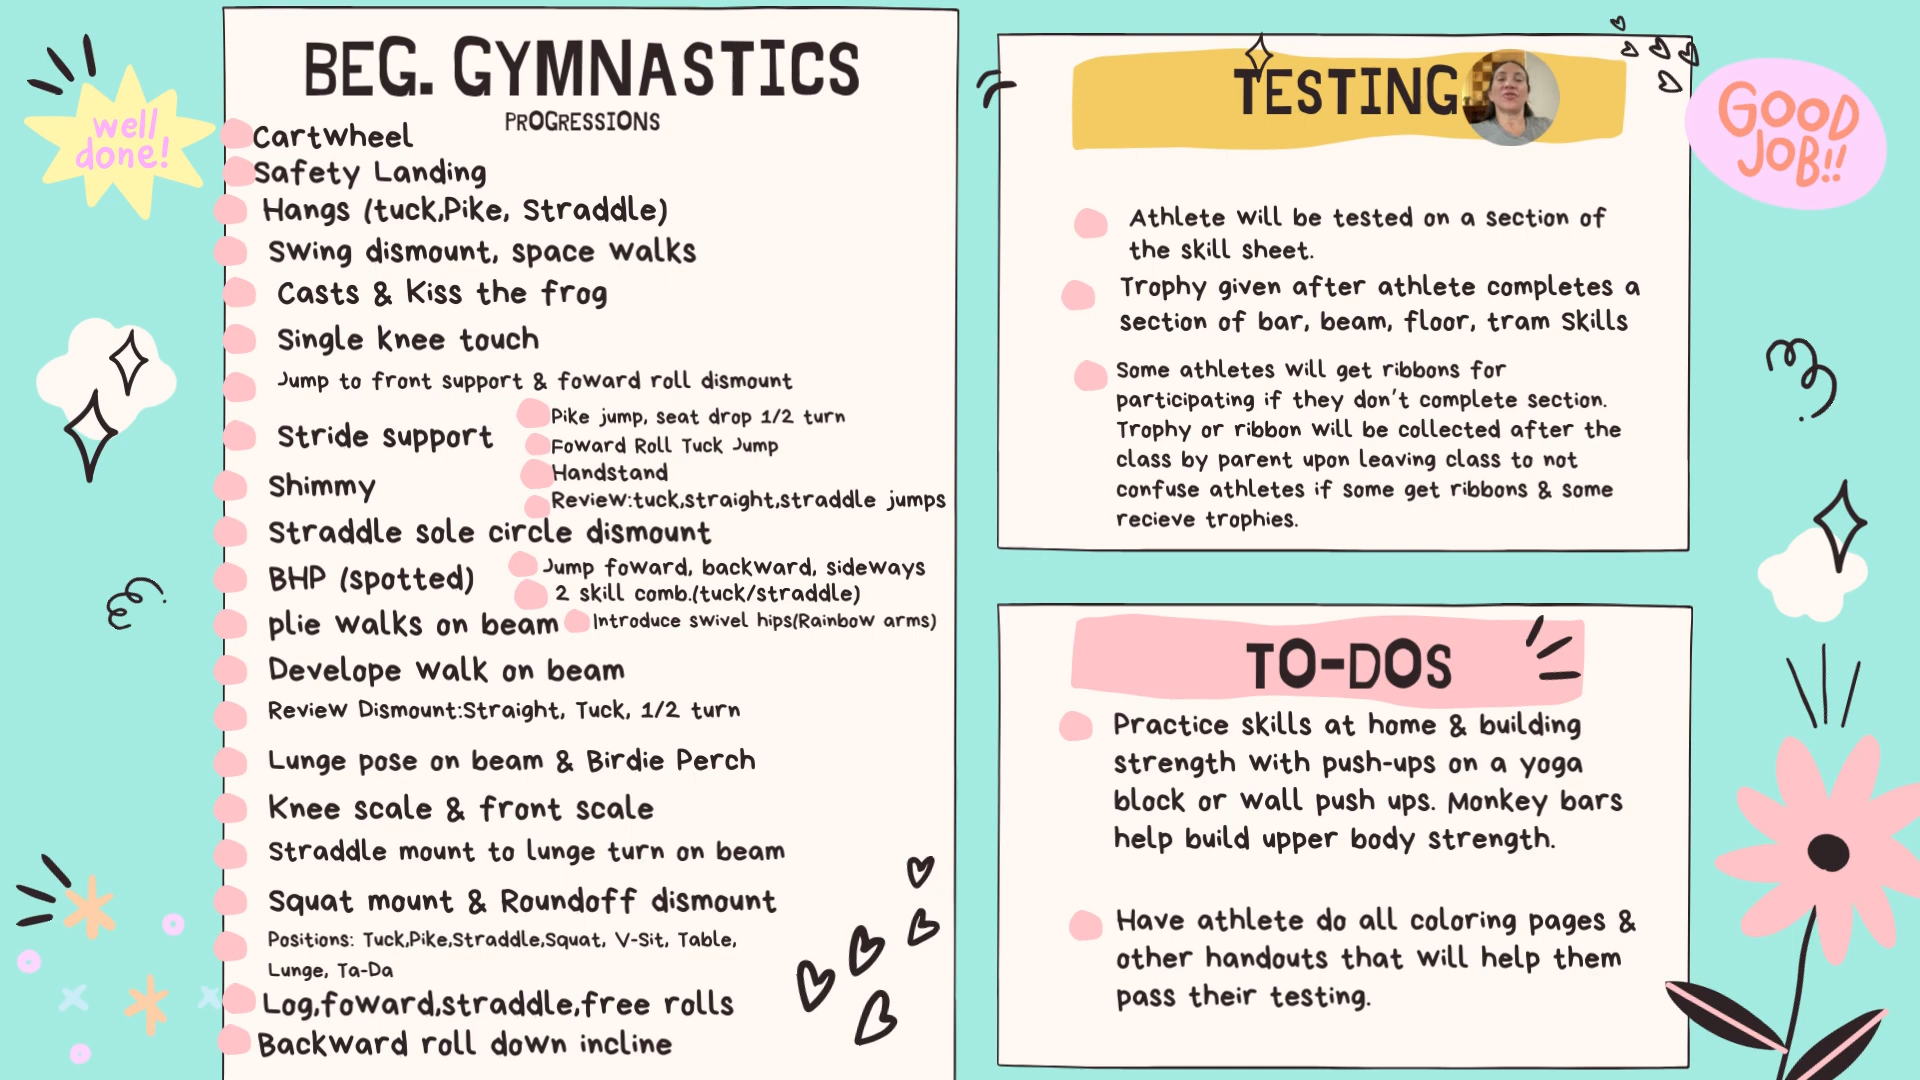 well
done!
BEG. GYMNASTICS
PROGRESSIONS
Cartwheel
Safety Landing
Hangs (tuck,Pike, Straddle)
Swing dismount, space walks
Casts & Kiss the frog
Single knee touch
Jump to front support & foward roll dismount
Stride support
Pike jump, seat drop 1/2 turn
Foward Roll Tuck Jump
Handstand
Shimmy
Review:tuck,straight,straddle jumps
Straddle sole circle dismount
BHP (spotted)
Jump foward, backward, sideways
2 skill comb.(tuck/straddle)
plie walks on beam
Introduce swivel hips(Rainbow arms)
Develope walk on beam
Review Dismount:Straight, Tuck, 1/2 turn
Lunge pose on beam & Birdie Perch
Knee scale & front scale
Straddle mount to lunge turn on beam
Squat mount & Roundoff dismount
Positions: Tuck,Pike,Straddle,Squat, V-Sit, Table,
Lunge, Ta-Da
Log,foward,straddle,free rolls
Backward roll down incline
TESTING
Athlete will be tested on a section of
the skill sheet.
Trophy given after athlete completes a
section of bar, beam, floor, tram Skills
Some athletes will get ribbons for
participating if they don't complete section.
Trophy or ribbon will be collected after the
class by parent upon leaving class to not
confuse athletes if some get ribbons & some
recieve trophies.
GOOD
JOB!!
TO-DOS
Practice skills at home & building
strength with push-ups on a yoga
block or wall push ups. Monkey bars
help build upper body strength.
Have athlete do all coloring pages &
other handouts that will help them
pass their testing.